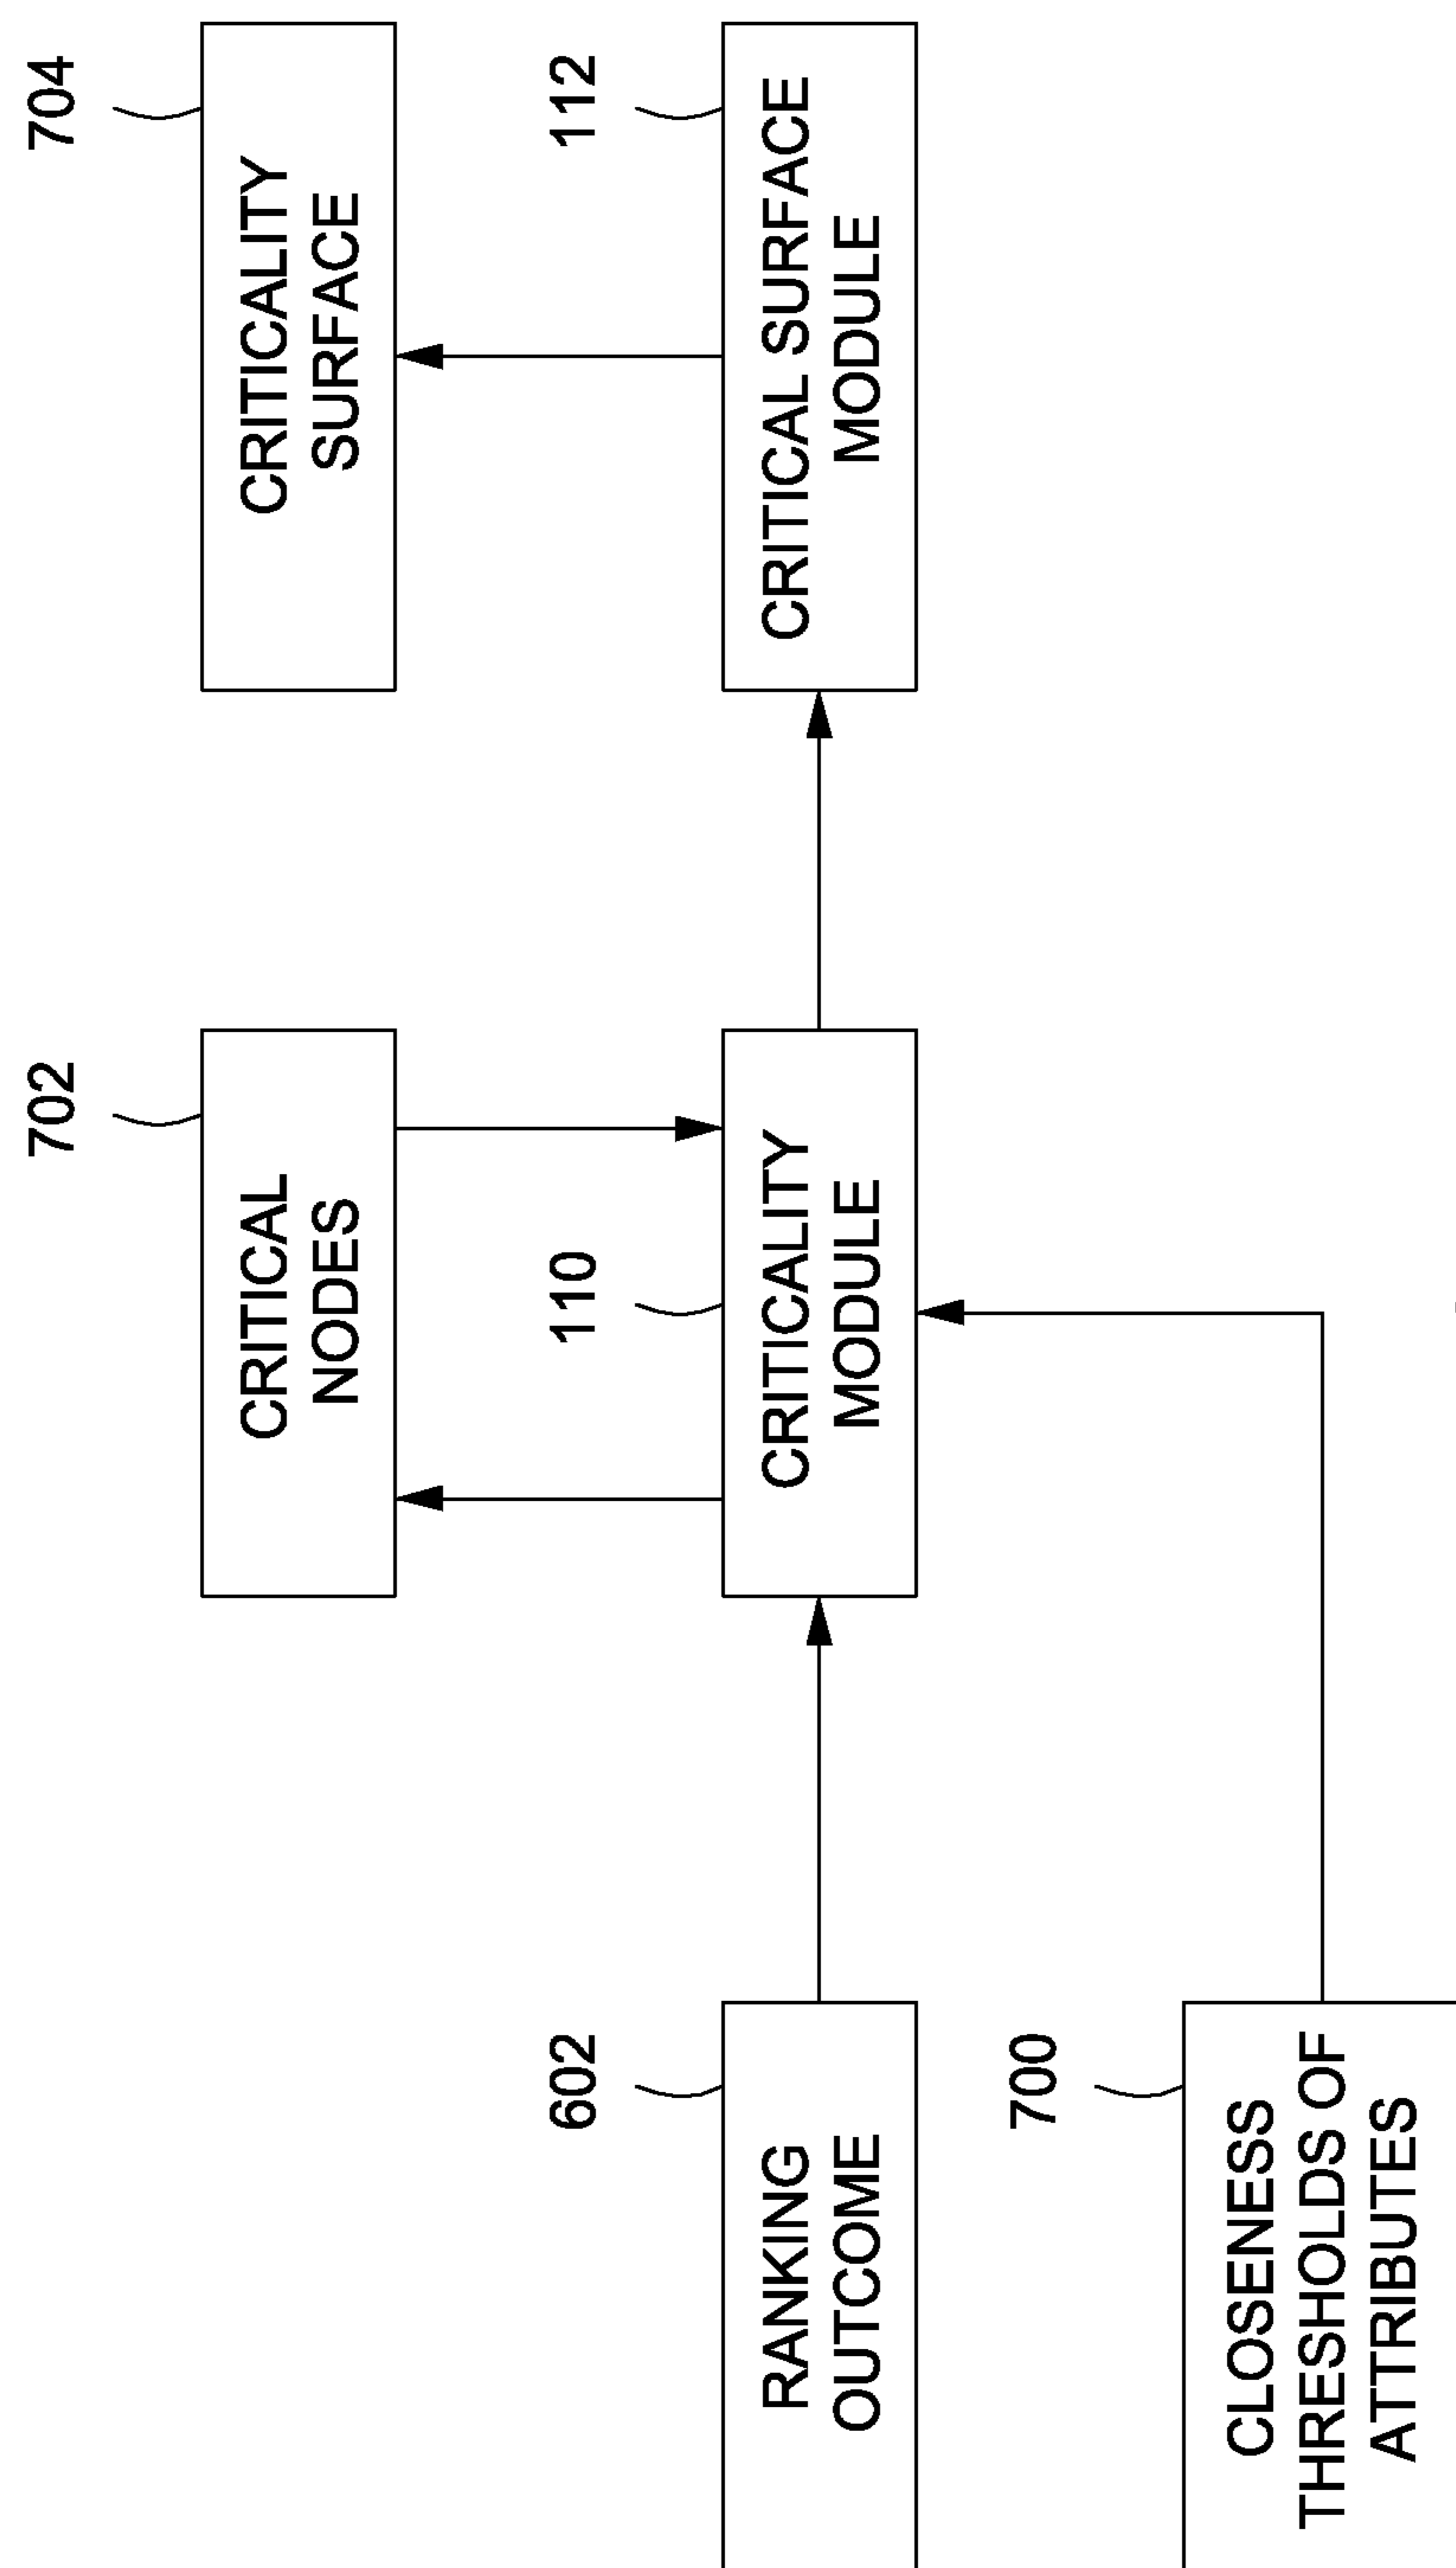 702
CRITICAL
NODES
704
CRITICALITY
SURFACE
602
RANKING
OUTCOME
110
CRITICALITY
MODULE
112
CRITICAL SURFACE
MODULE
700
CLOSENESS
THRESHOLDS OF
ATTRIBUTES